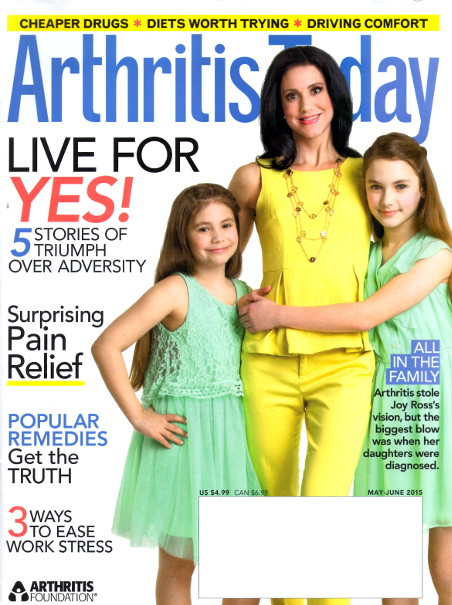 CHEAPER DRUGS * DIETS WORTH TRYING * DRIVING COMFORT
Arthritis Today
LIVE FOR
YES!
5 STORIES OF
TRIUMPH
OVER ADVERSITY
Surprising
Pain
Relief
POPULAR
REMEDIES
Get the
TRUTH
3 WAYS
TO EASE
WORK STRESS
ARTHRITIS
FOUNDATION®
ALL
IN THE
FAMILY
Arthritis stole
Joy Ross's
vision, but the
biggest blow
was when her
daughters were
diagnosed.
US $4.99 CAN $6.99
MAY·JUNE 2015